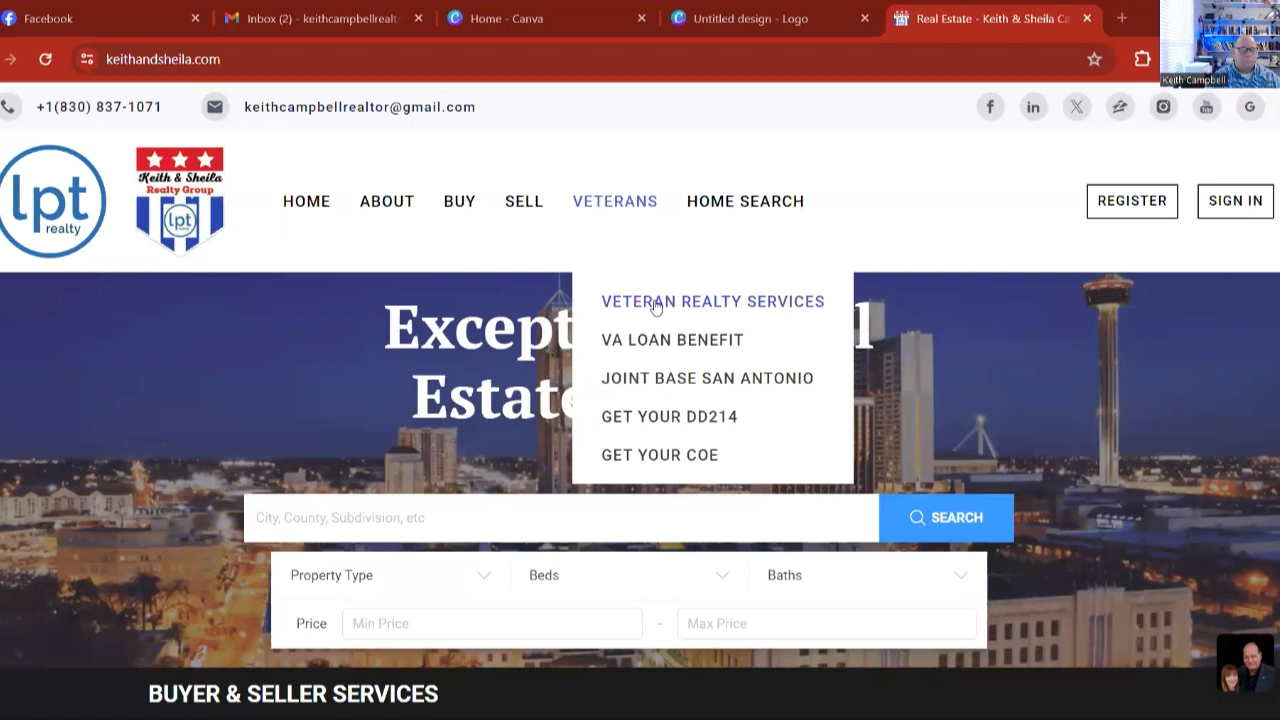 Facebook
Inbox (2) - keithcampbellrealt
Home - Canva
Untitled design - Logo
Real Estate - Keith & Sheila Ca
keithandsheila.com
Keith Campbell
+1(830) 837-1071
keithcampbellrealtor@gmail.com
lpt
realty
Keith & Sheila
Realty Group
lpt
HOME
ABOUT
BUY
SELL
VETERANS
HOME SEARCH
REGISTER
SIGN IN
VETERAN REALTY SERVICES
VA LOAN BENEFIT
JOINT BASE SAN ANTONIO
GET YOUR DD214
GET YOUR COE
Except
l
Estate
City, County, Subdivision, etc
SEARCH
Property Type
Beds
Baths
Price
Min Price
-
Max Price
BUYER & SELLER SERVICES